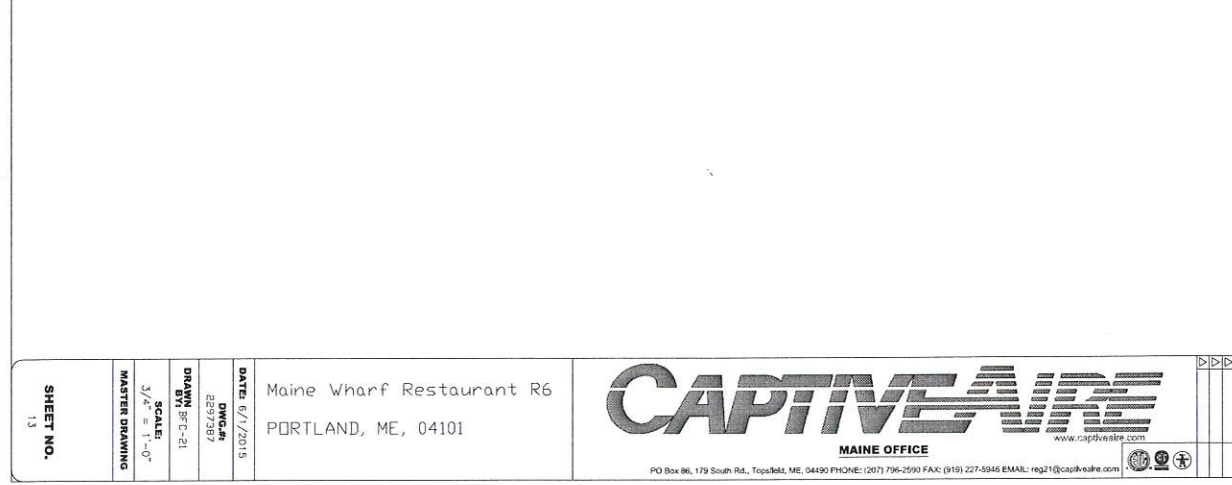 SHEET NO.
13
MASTER DRAWING
SCALE:
3/4" = 1'-0"
DRAWN
BY: BFC-21
DWG.#:
2297387
DATE: 6/1/2015
Maine Wharf Restaurant R6
PORTLAND, ME, 04101
CAPTIVEAIRE
www.captiveaire.com
MAINE OFFICE
PO Box 86, 179 South Rd., Topsfield, ME, 04490 PHONE: (207) 796-2590 FAX: (919) 227-5946 EMAIL: reg21@captiveaire.com